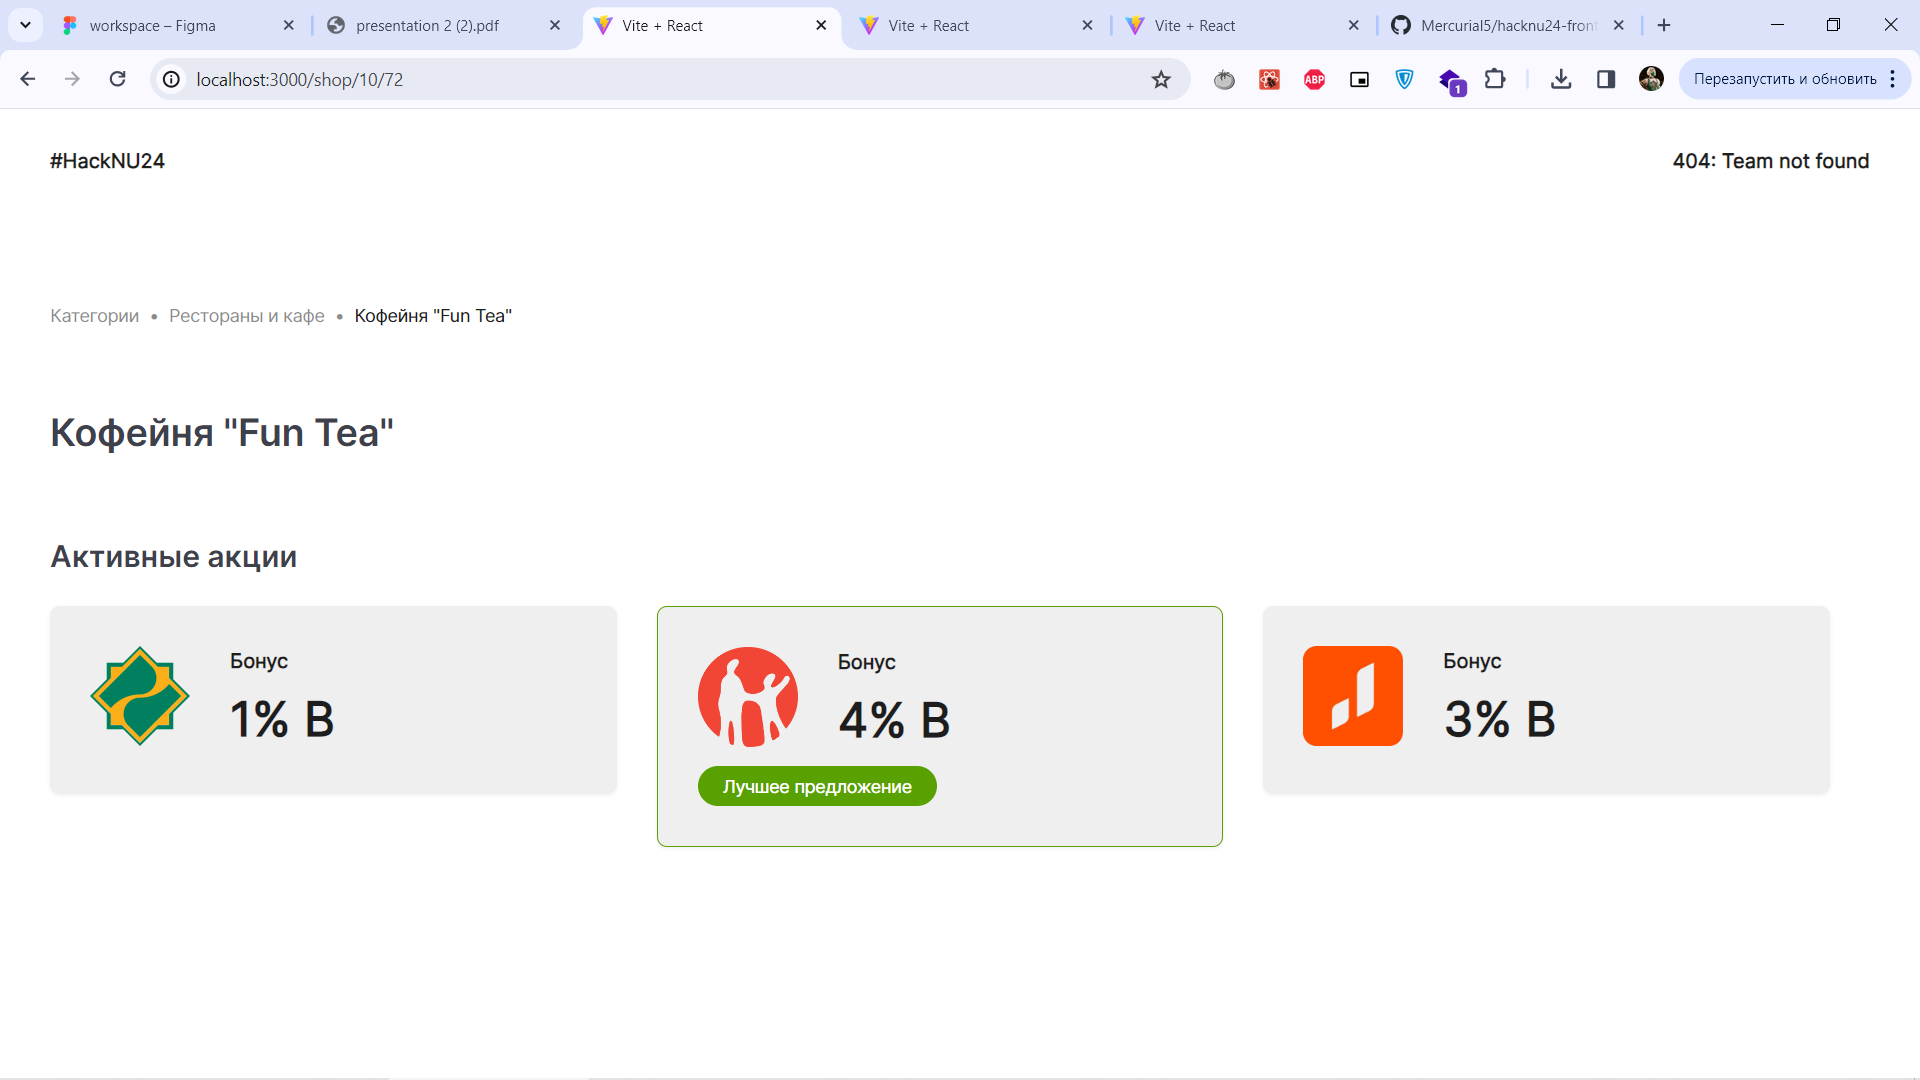 workspace – Figma
presentation 2 (2).pdf
Vite + React
Vite + React
Vite + React
Mercurial5/hacknu24-front
localhost:3000/shop/10/72
ABP
1
Перезапустить и обновить
#HackNU24
404: Team not found
Категории • Рестораны и кафе • Кофейня "Fun Tea"
Кофейня "Fun Tea"
Активные акции
Бонус
1% B
Бонус
4% B
Лучшее предложение
Бонус
3% B